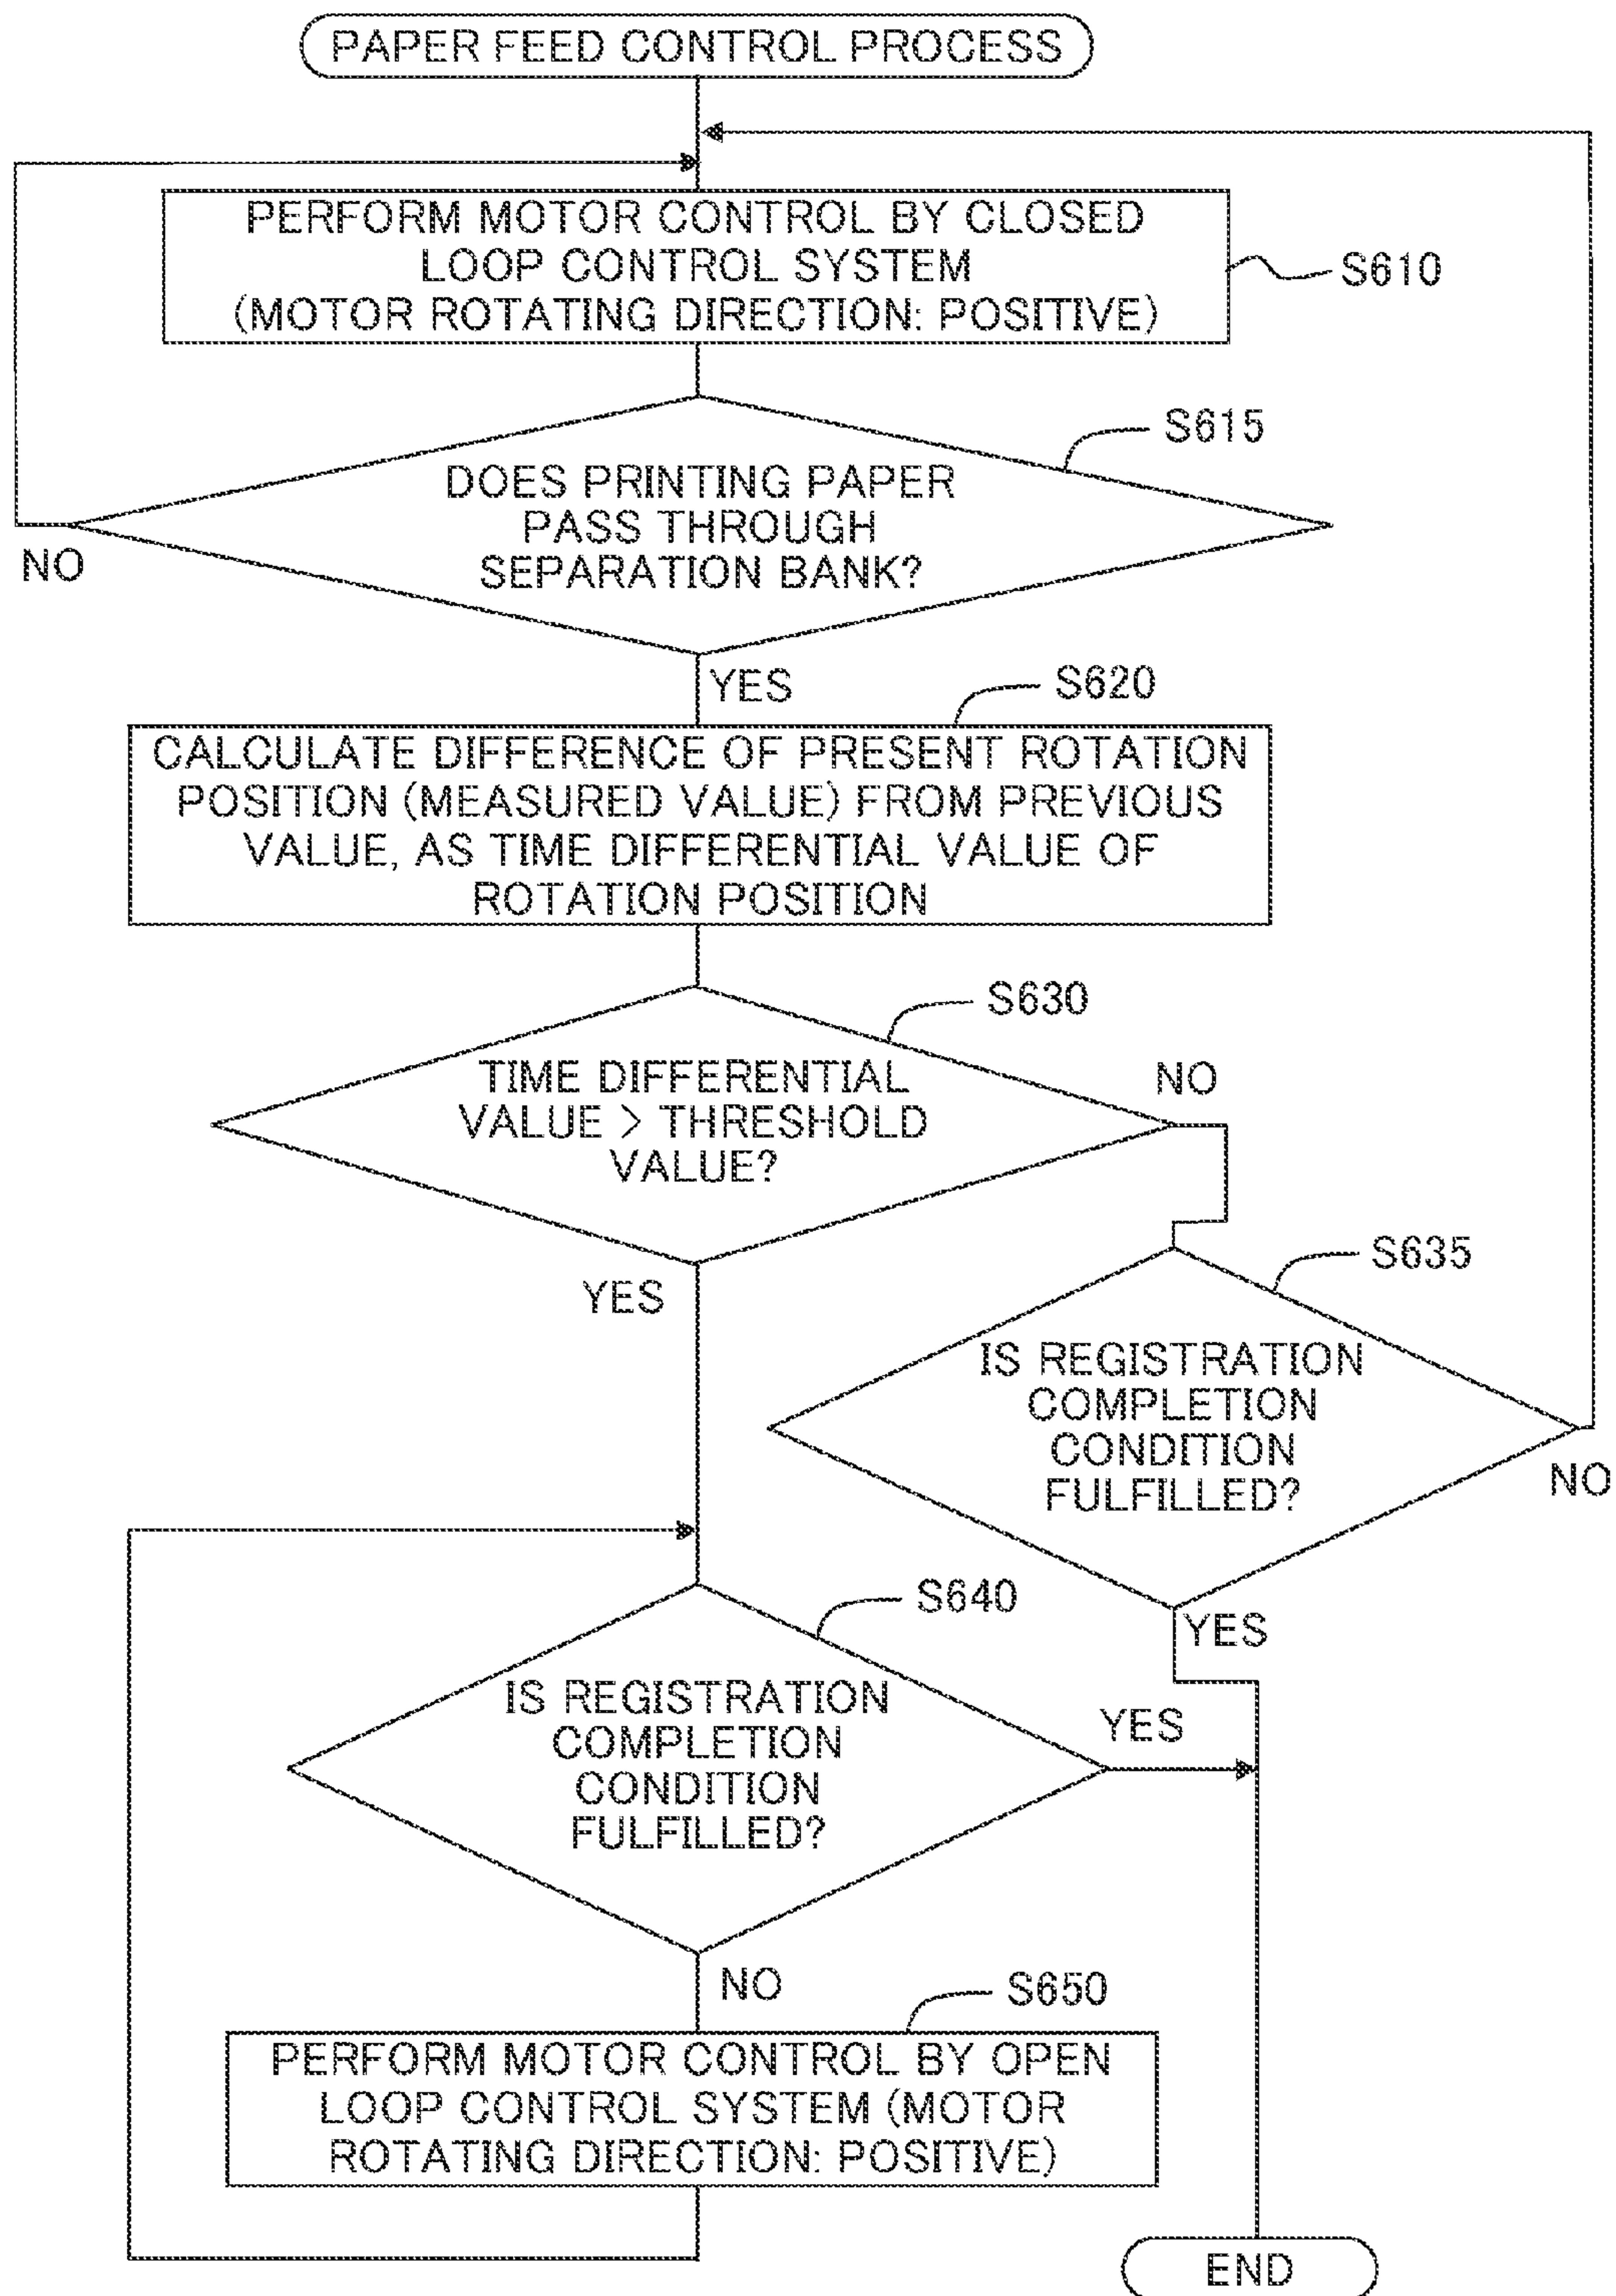 PAPER FEED CONTROL PROCESS
PERFORM MOTOR CONTROL BY CLOSED
LOOP CONTROL SYSTEM
(MOTOR ROTATING DIRECTION: POSITIVE)
S610
S615
DOES PRINTING PAPER
PASS THROUGH
SEPARATION BANK?
NO
YES
S620
CALCULATE DIFFERENCE OF PRESENT ROTATION
POSITION (MEASURED VALUE) FROM PREVIOUS
VALUE, AS TIME DIFFERENTIAL VALUE OF
ROTATION POSITION
S630
TIME DIFFERENTIAL
VALUE > THRESHOLD
VALUE?
NO
YES
S635
IS REGISTRATION
COMPLETION
CONDITION
FULFILLED?
NO
YES
S640
IS REGISTRATION
COMPLETION
CONDITION
FULFILLED?
YES
NO
S650
PERFORM MOTOR CONTROL BY OPEN
LOOP CONTROL SYSTEM (MOTOR
ROTATING DIRECTION: POSITIVE)
END